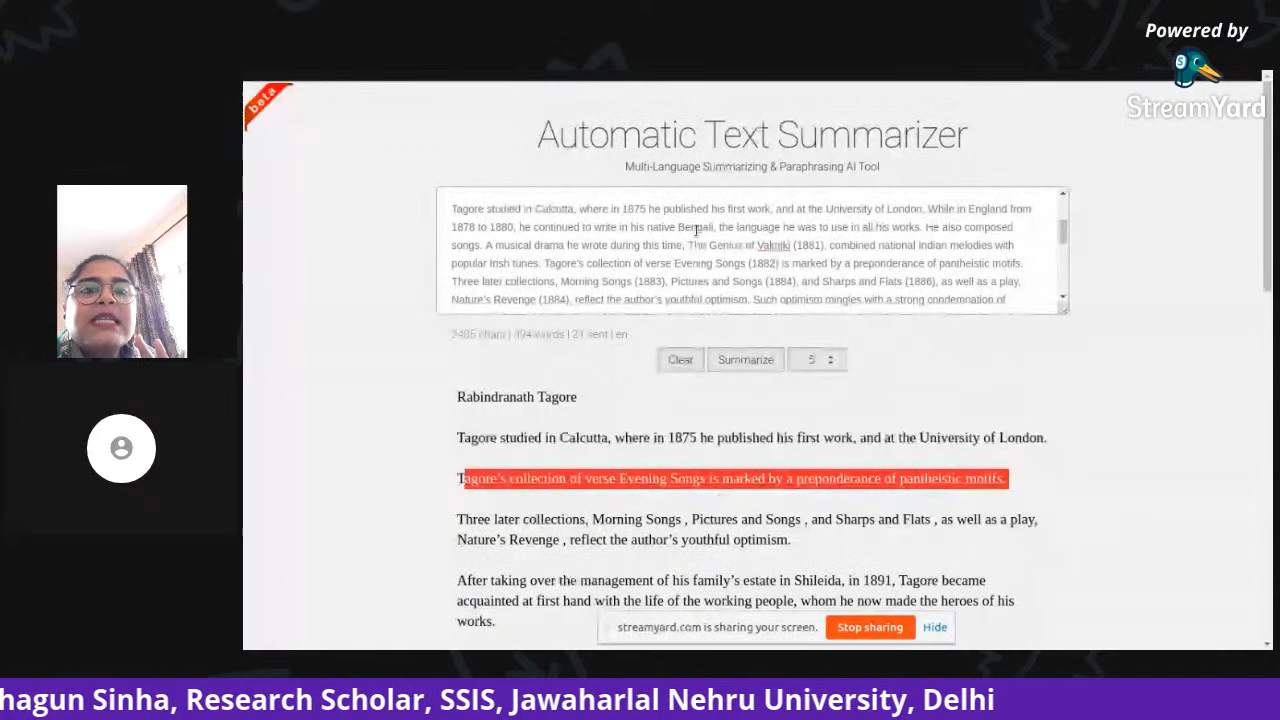 Powered by
StreamYard
beta
Automatic Text Summarizer
Multi-Language Summarizing & Paraphrasing AI Tool
Tagore studied in Calcutta, where in 1875 he published his first work, and at the University of London. While in England from
1878 to 1880, he continued to write in his native Bengali, the language he was to use in all his works. He also composed
songs. A musical drama he wrote during this time, The Genius of Valmiki (1881), combined national Indian melodies with
popular Irish tunes. Tagore's collection of verse Evening Songs (1882) is marked by a preponderance of pantheistic motifs.
Three later collections, Morning Songs (1883), Pictures and Songs (1884), and Sharps and Flats (1886), as well as a play,
Nature's Revenge (1884), reflect the author's youthful optimism. Such optimism mingles with a strong condemnation of
words | 21 sent | en
Clear
Summarize
5
Rabindranath Tagore
Tagore studied in Calcutta, where in 1875 he published his first work, and at the University of London.
Tagore's collection of verse Evening Songs is marked by a preponderance of pantheistic motifs.
Three later collections, Morning Songs , Pictures and Songs , and Sharps and Flats , as well as a play,
Nature's Revenge , reflect the author's youthful optimism.
After taking over the management of his family's estate in Shileida, in 1891, Tagore became
acquainted at first hand with the life of the working people, whom he now made the heroes of his
works.
streamyard.com is sharing your screen.
Stop sharing
Hide
hagun Sinha, Research Scholar, SSIS, Jawaharlal Nehru University, Delhi